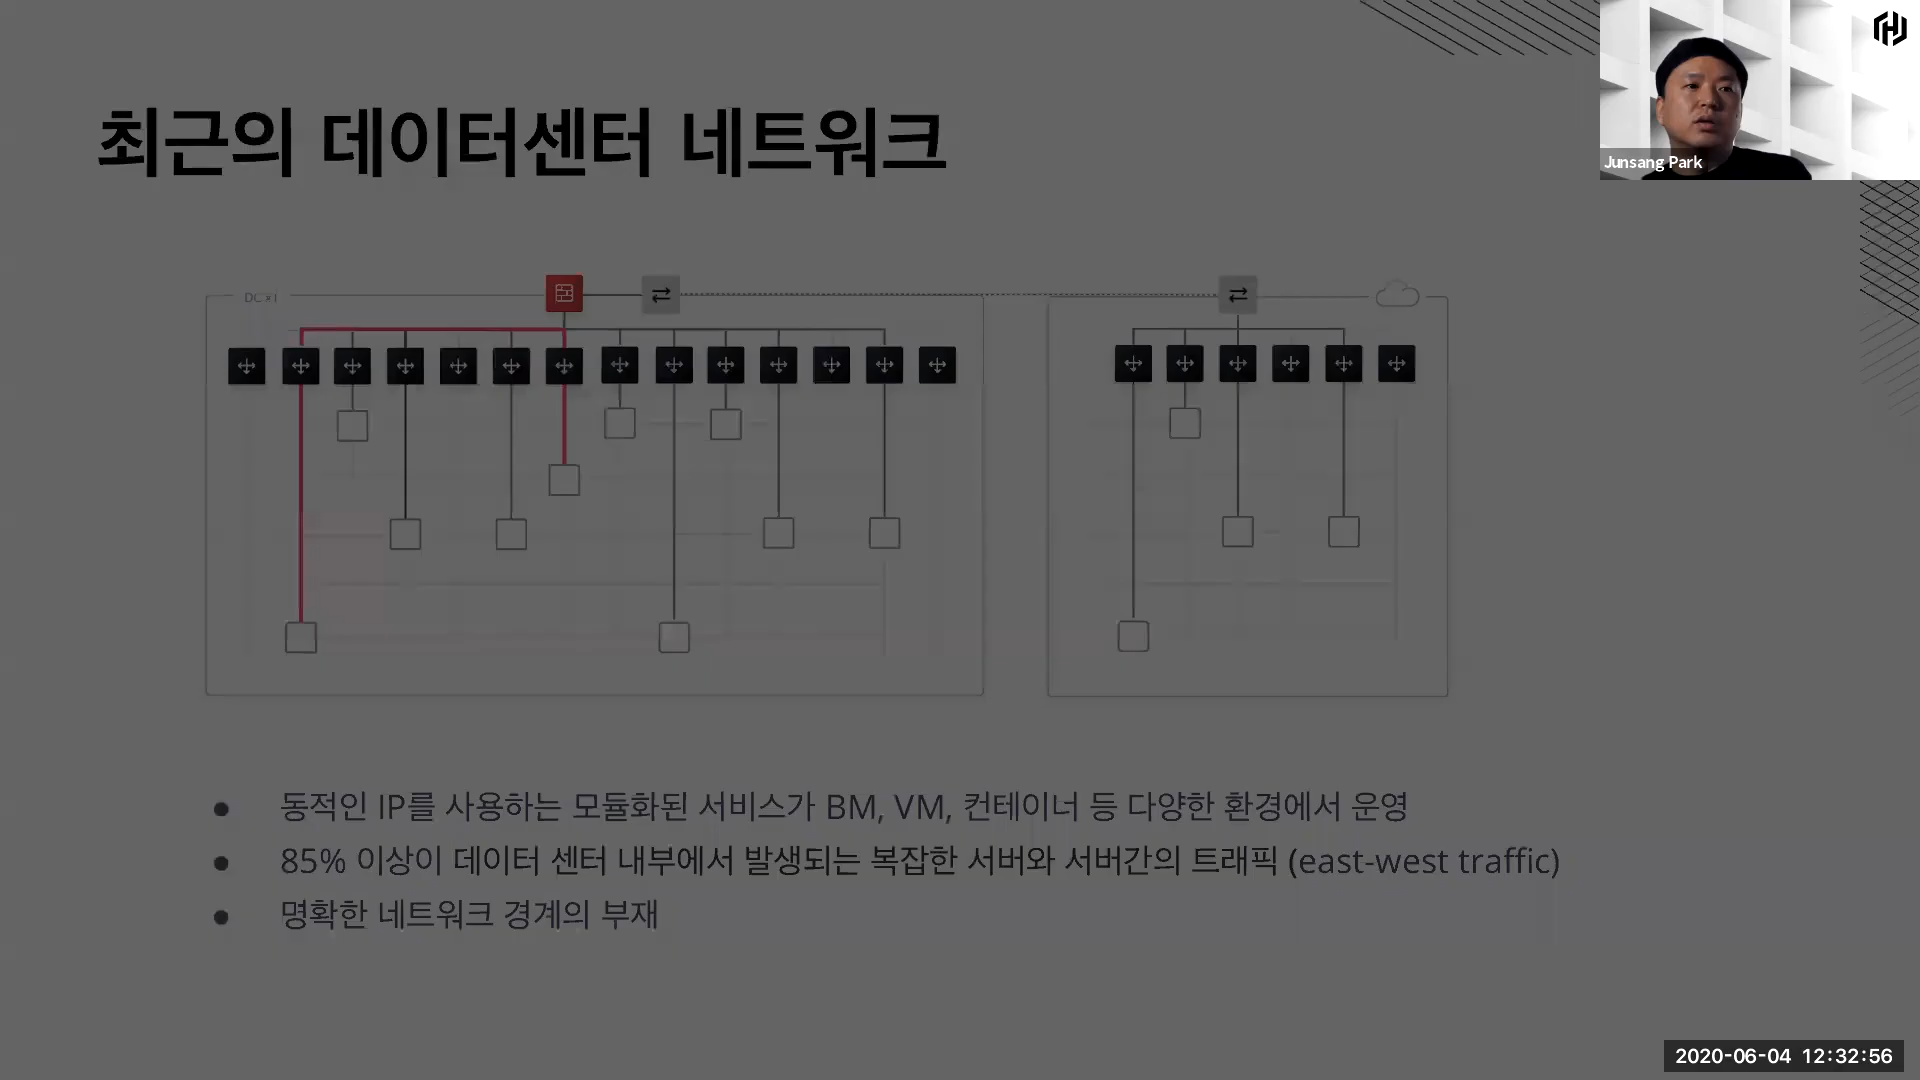 최근의 데이터센터 네트워크
Junsang Park
동적인 IP를 사용하는 모듈화된 서비스가 BM, VM, 컨테이너 등 다양한 환경에서 운영
85% 이상이 데이터 센터 내부에서 발생되는 복잡한 서버와 서버간의 트래픽 (east-west traffic)
명확한 네트워크 경계의 부재
2020-06-04 12:32:56